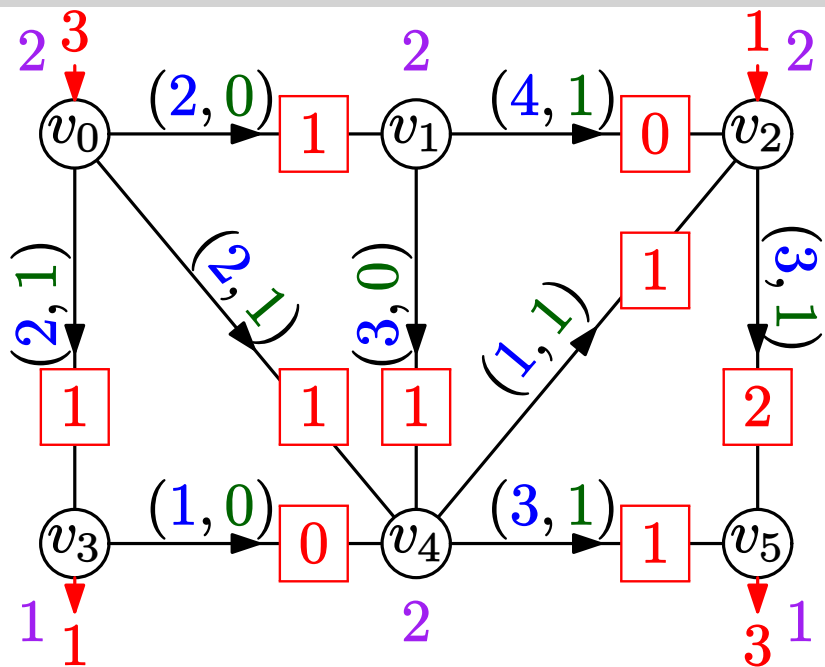 2 3 2 1 2
(2, 0) (4, 1)
v0 1 v1 0 v2
(2, 1) (2, 1) (3, 0) (1, 1) 1 (3, 1)
1 1 1 2
(1, 0) (3, 1)
v3 0 v4 1 v5
1 1 2 3 1